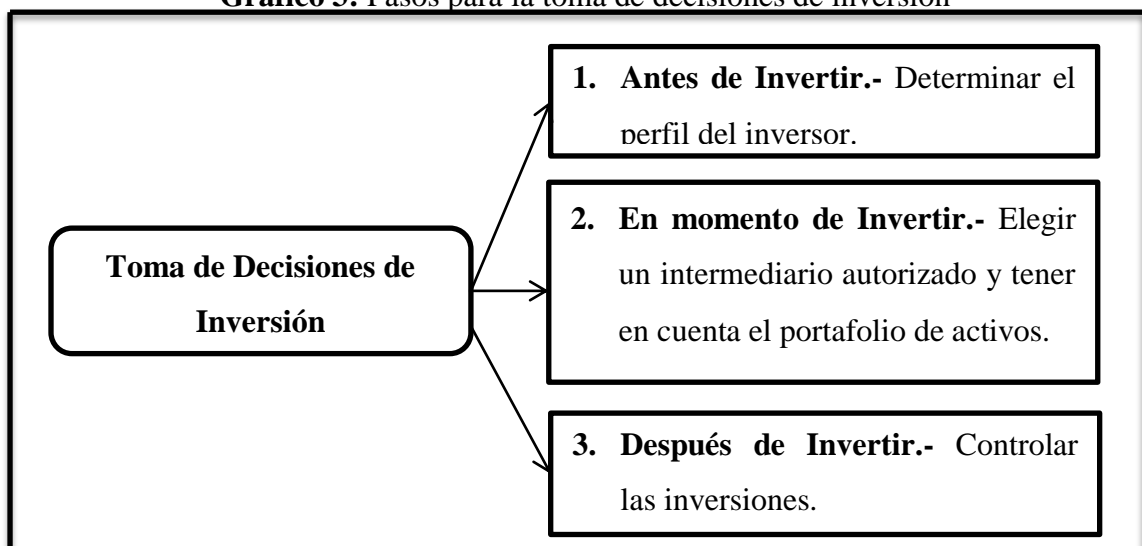 Gráfico 3: Pasos para la toma de decisiones de inversión
1. Antes de Invertir.- Determinar el
perfil del inversor.
Toma de Decisiones de
Inversión
2. En momento de Invertir.- Elegir
un intermediario autorizado y tener
en cuenta el portafolio de activos.
3. Después de Invertir.- Controlar
las inversiones.